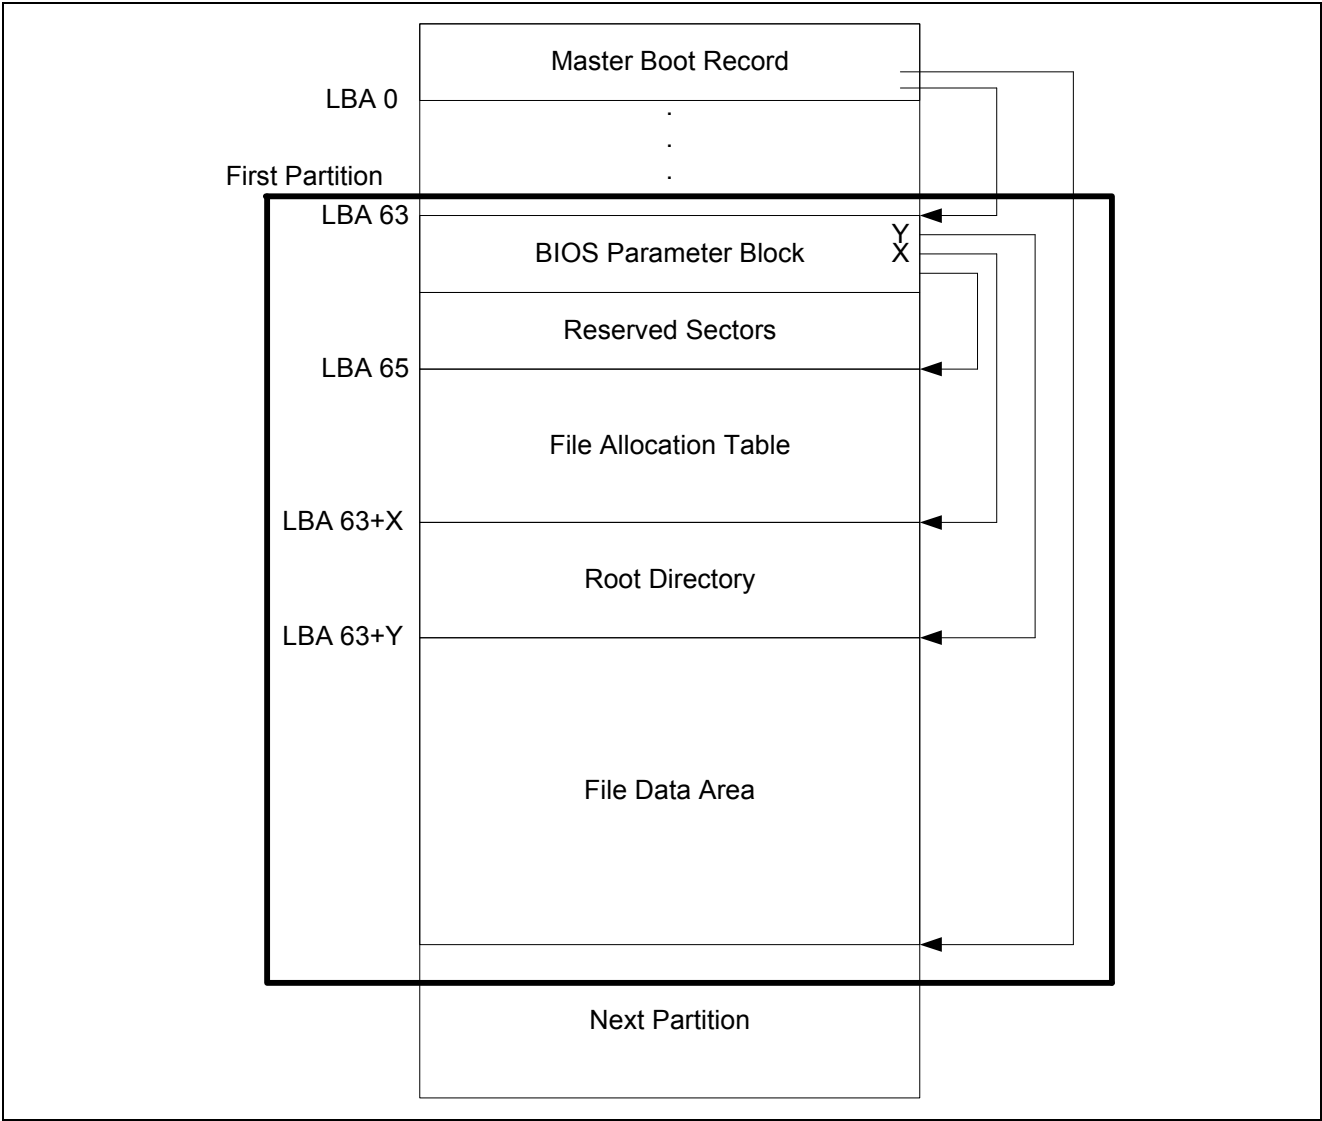 Master Boot Record
LBA 0
.
.
.
First Partition
LBA 63
Y
BIOS Parameter Block X
Reserved Sectors
LBA 65
File Allocation Table
LBA 63+X
Root Directory
LBA 63+Y
File Data Area
Next Partition